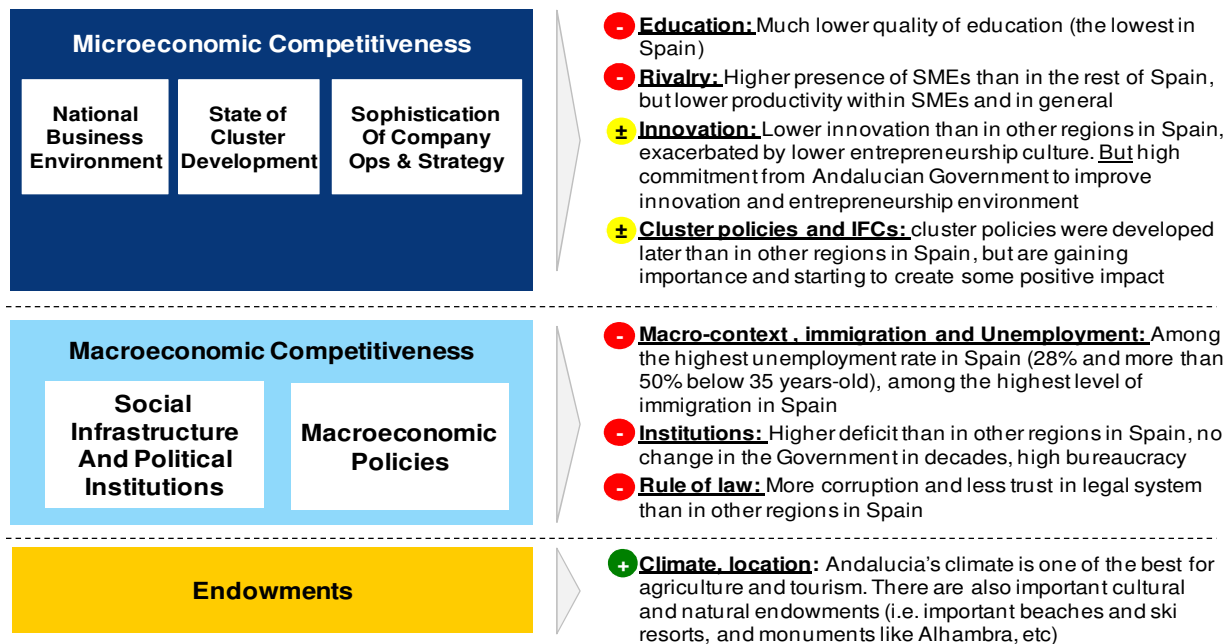 Microeconomic Competitiveness
National
Business
Environment
State of
Cluster
Development
Sophistication
Of Company
Ops & Strategy
- Education: Much lower quality of education (the lowest in
Spain)
- Rivalry: Higher presence of SMEs than in the rest of Spain,
but lower productivity within SMEs and in general
± Innovation: Lower innovation than in other regions in Spain,
exacerbated by lower entrepreneurship culture. But high
commitment from Andalucian Government to improve
innovation and entrepreneurship environment
± Cluster policies and IFCs: cluster policies were developed
later than in other regions in Spain, but are gaining
importance and starting to create some positive impact
Macroeconomic Competitiveness
Social
Infrastructure
And Political
Institutions
Macroeconomic
Policies
- Macro-context , immigration and Unemployment: Among
the highest unemployment rate in Spain (28% and more than
50% below 35 years-old), among the highest level of
immigration in Spain
- Institutions: Higher deficit than in other regions in Spain, no
change in the Government in decades, high bureaucracy
- Rule of law: More corruption and less trust in legal system
than in other regions in Spain
Endowments
+ Climate, location: Andalucia's climate is one of the best for
agriculture and tourism. There are also important cultural
and natural endowments (i.e. important beaches and ski
resorts, and monuments like Alhambra, etc)